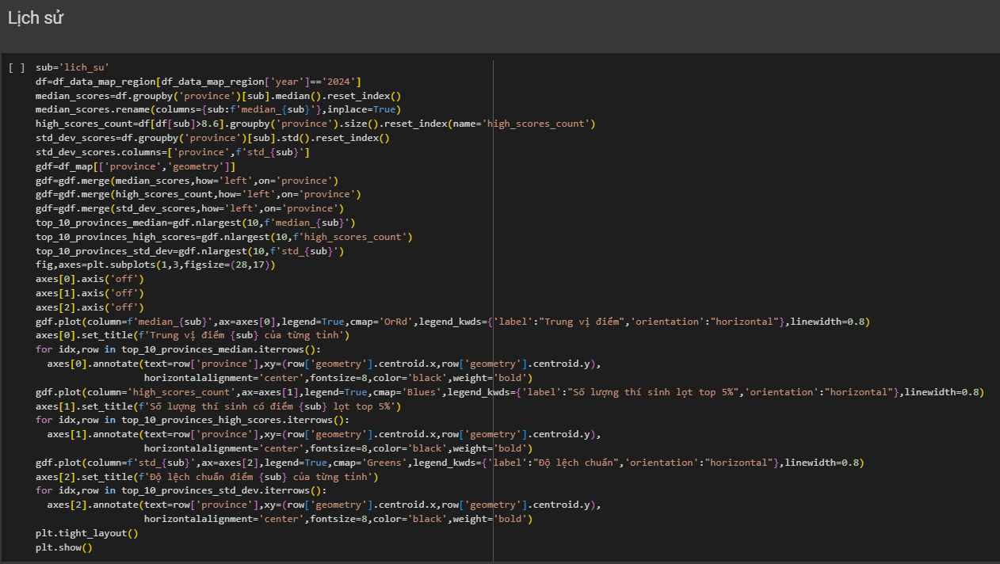 Lịch sử
[ ] sub='lich_su'
df=df_data_map_region[df_data_map_region['year']=='2024']
median_scores=df.groupby('province')[sub].median().reset_index()
median_scores.rename(columns={sub:f'median_{sub}'},inplace=True)
high_scores_count=df[df[sub]>8.6].groupby('province').size().reset_index(name='high_scores_count')
std_dev_scores=df.groupby('province')[sub].std().reset_index()
std_dev_scores.columns=['province',f'std_{sub}']
gdf=df_map[['province','geometry']]
gdf=gdf.merge(median_scores,how='left',on='province')
gdf=gdf.merge(high_scores_count,how='left',on='province')
gdf=gdf.merge(std_dev_scores,how='left',on='province')
top_10_provinces_median=gdf.nlargest(10,f'median_{sub}')
top_10_provinces_high_scores=gdf.nlargest(10,f'high_scores_count')
top_10_provinces_std_dev=gdf.nlargest(10,f'std_{sub}')
fig,axes=plt.subplots(1,3,figsize=(28,17))
axes[0].axis('off')
axes[1].axis('off')
axes[2].axis('off')
gdf.plot(column=f'median_{sub}',ax=axes[0],legend=True,cmap='OrRd',legend_kwds={'label':"Trung vị điểm",'orientation':"horizontal"},linewidth=0.8)
axes[0].set_title(f'Trung vị điểm {sub} của từng tỉnh')
for idx,row in top_10_provinces_median.iterrows():
  axes[0].annotate(text=row['province'],xy=(row['geometry'].centroid.x,row['geometry'].centroid.y),
                   horizontalalignment='center',fontsize=8,color='black',weight='bold')
gdf.plot(column='high_scores_count',ax=axes[1],legend=True,cmap='Blues',legend_kwds={'label':"Số lượng thí sinh lọt top 5%",'orientation':"horizontal"},linewidth=0.8)
axes[1].set_title(f'Số lượng thí sinh có điểm {sub} lọt top 5%')
for idx,row in top_10_provinces_high_scores.iterrows():
  axes[1].annotate(text=row['province'],xy=(row['geometry'].centroid.x,row['geometry'].centroid.y),
                   horizontalalignment='center',fontsize=8,color='black',weight='bold')
gdf.plot(column=f'std_{sub}',ax=axes[2],legend=True,cmap='Greens',legend_kwds={'label':"Độ lệch chuẩn",'orientation':"horizontal"},linewidth=0.8)
axes[2].set_title(f'Độ lệch chuẩn điểm {sub} của từng tỉnh')
for idx,row in top_10_provinces_std_dev.iterrows():
  axes[2].annotate(text=row['province'],xy=(row['geometry'].centroid.x,row['geometry'].centroid.y),
                   horizontalalignment='center',fontsize=8,color='black',weight='bold')
plt.tight_layout()
plt.show()